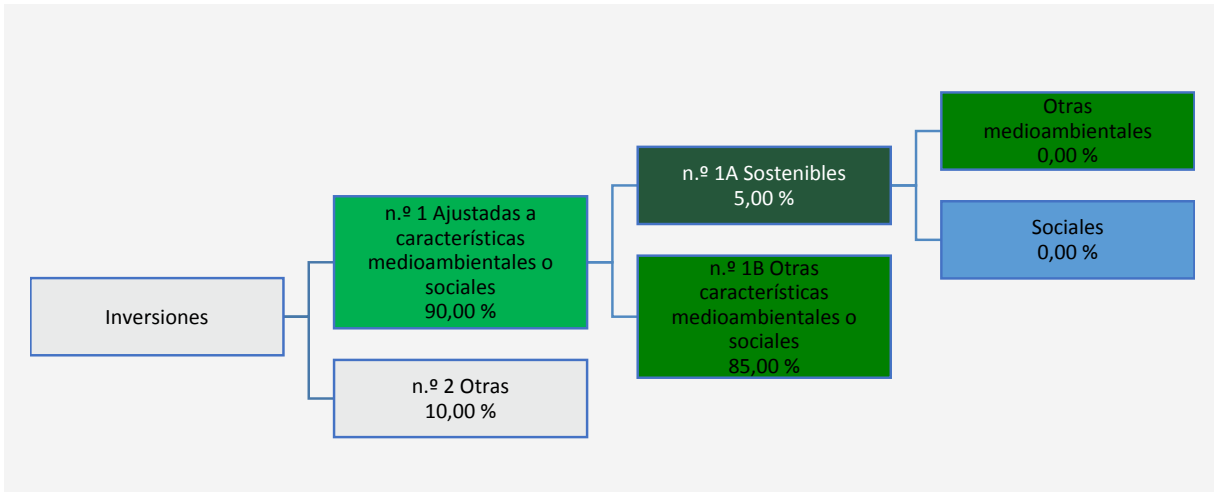 Inversiones
n.º 1 Ajustadas a
características
medioambientales o
sociales
90,00 %
n.º 2 Otras
10,00 %
n.º 1A Sostenibles
5,00 %
n.º 1B Otras
características
medioambientales o
sociales
85,00 %
Otras
medioambientales
0,00 %
Sociales
0,00 %